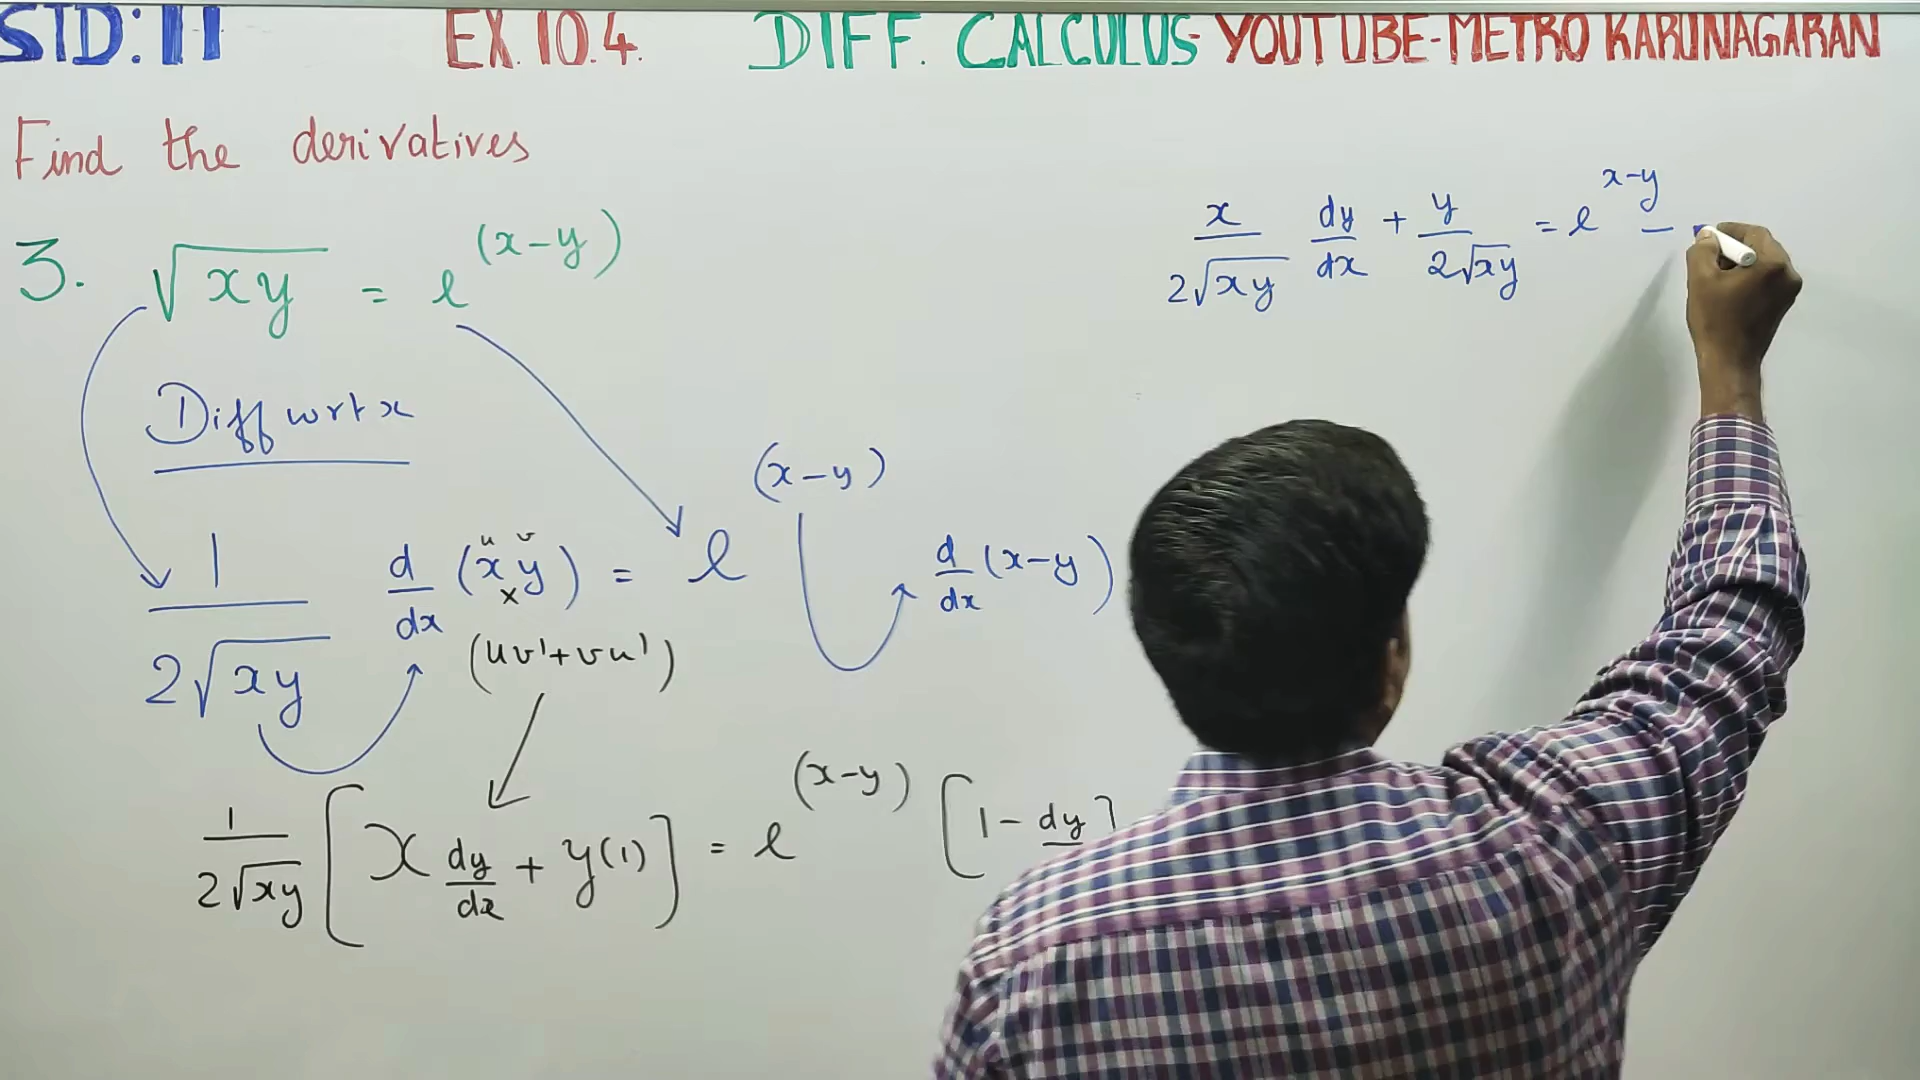 STD: 11 EX. 10.4. DIFF. CALCULUS - YOUTUBE - METRO KARUNAGARAN
Find the derivatives
3. √xy = e^(x-y)
Diff wrt x
1/(2√xy) d/dx (x y) = e^(x-y) d/dx (x-y)
u v
x
(uv'+vu')
1/(2√xy) [x dy/dx + y(1)] = e^(x-y) [1 - dy
x/(2√xy) dy/dx + y/(2√xy) = e^x-y -